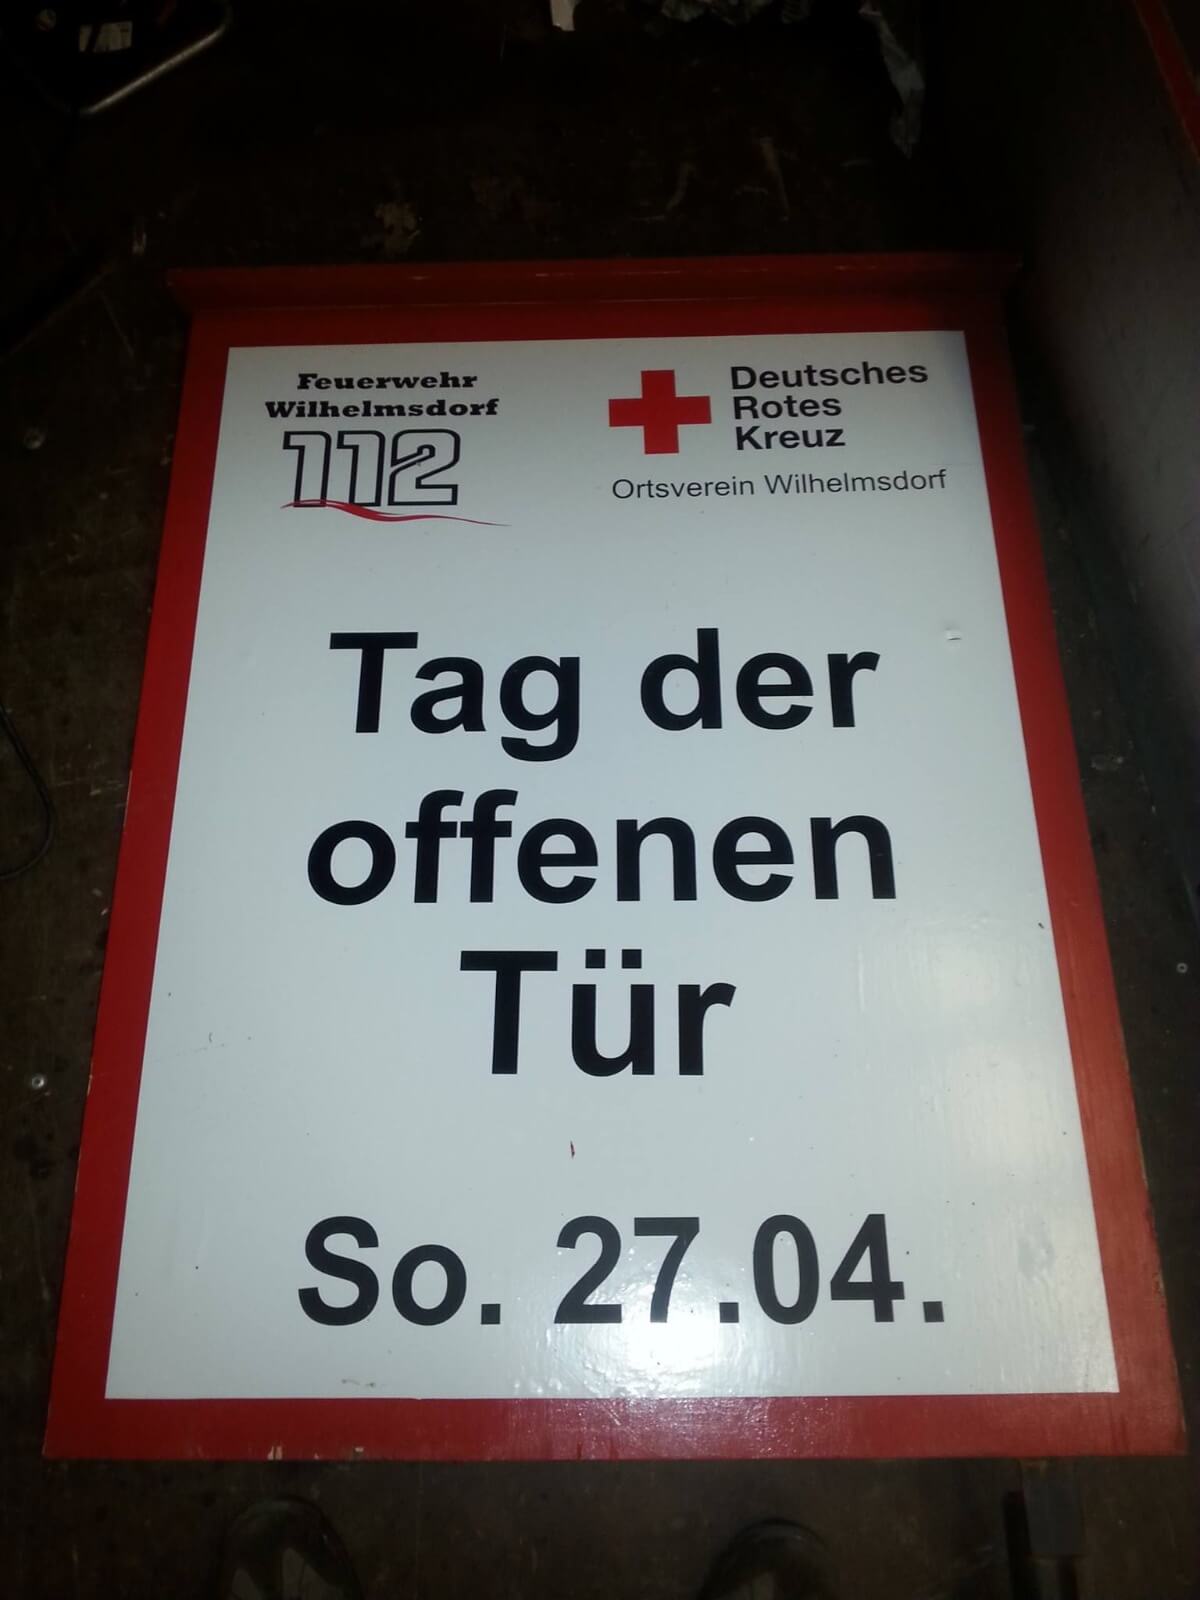 Feuerwehr
Wilhelmsdorf
112
Deutsches
Rotes
Kreuz
Ortsverein Wilhelmsdorf
Tag der
offenen
Tür
So. 27.04.